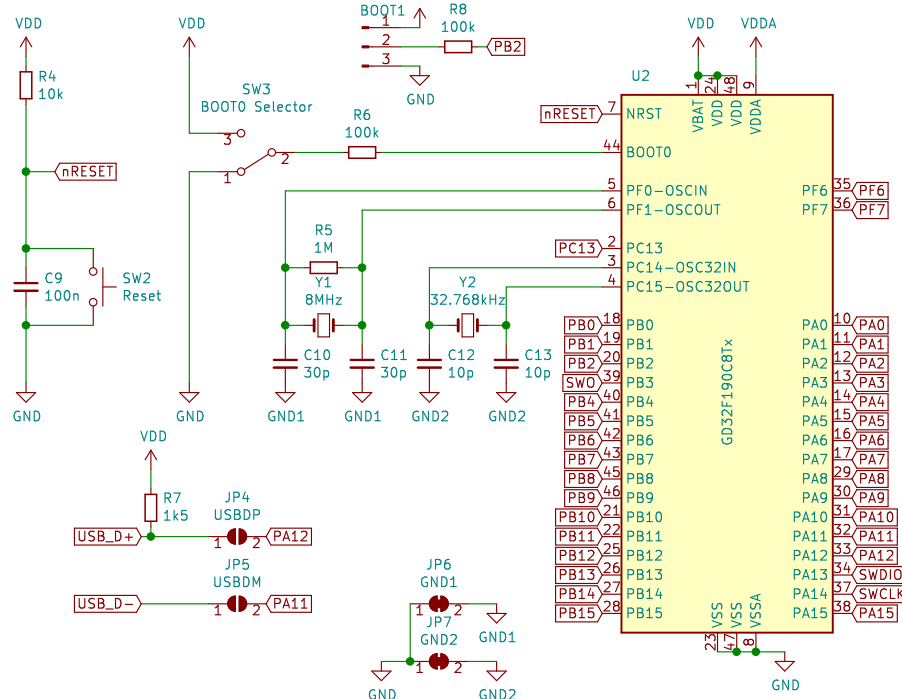 VDD
R4
10k
nRESET
C9
100n
SW2
Reset
GND
VDD
SW3
BOOT0 Selector
3
2
1
GND
BOOT1
1
2
3
R8
100k
PB2
GND
R6
100k
R5
1M
Y1
8MHz
C10
30p
C11
30p
GND1
GND1
Y2
32.768kHz
C12
10p
C13
10p
GND2
GND2
VDD
R7
1k5
USB_D+
JP4
USBDP
1 2
PA12
USB_D-
JP5
USBDM
1 2
PA11
JP6
GND1
1 2
GND1
JP7
GND2
1 2
GND
GND2
U2
VDD
VDDA
1 VBAT
24 VDD
48 VDD
9 VDDA
nRESET 7 NRST
44 BOOT0
5 PF0-OSCIN
6 PF1-OSCOUT
PC13 2 PC13
3 PC14-OSC32IN
4 PC15-OSC32OUT
PB0 18 PB0
PB1 19 PB1
PB2 20 PB2
SWO 39 PB3
PB4 40 PB4
PB5 41 PB5
PB6 42 PB6
PB7 43 PB7
PB8 45 PB8
PB9 46 PB9
PB10 21 PB10
PB11 22 PB11
PB12 25 PB12
PB13 26 PB13
PB14 27 PB14
PB15 28 PB15
GD32F190C8Tx
PF6 35 PF6
PF7 36 PF7
PA0 10 PA0
PA1 11 PA1
PA2 12 PA2
PA3 13 PA3
PA4 14 PA4
PA5 15 PA5
PA6 16 PA6
PA7 17 PA7
PA8 29 PA8
PA9 30 PA9
PA10 31 PA10
PA11 32 PA11
PA12 33 PA12
PA13 34 SWDIO
PA14 37 SWCLK
PA15 38 PA15
23 VSS
47 VSS
8 VSSA
GND